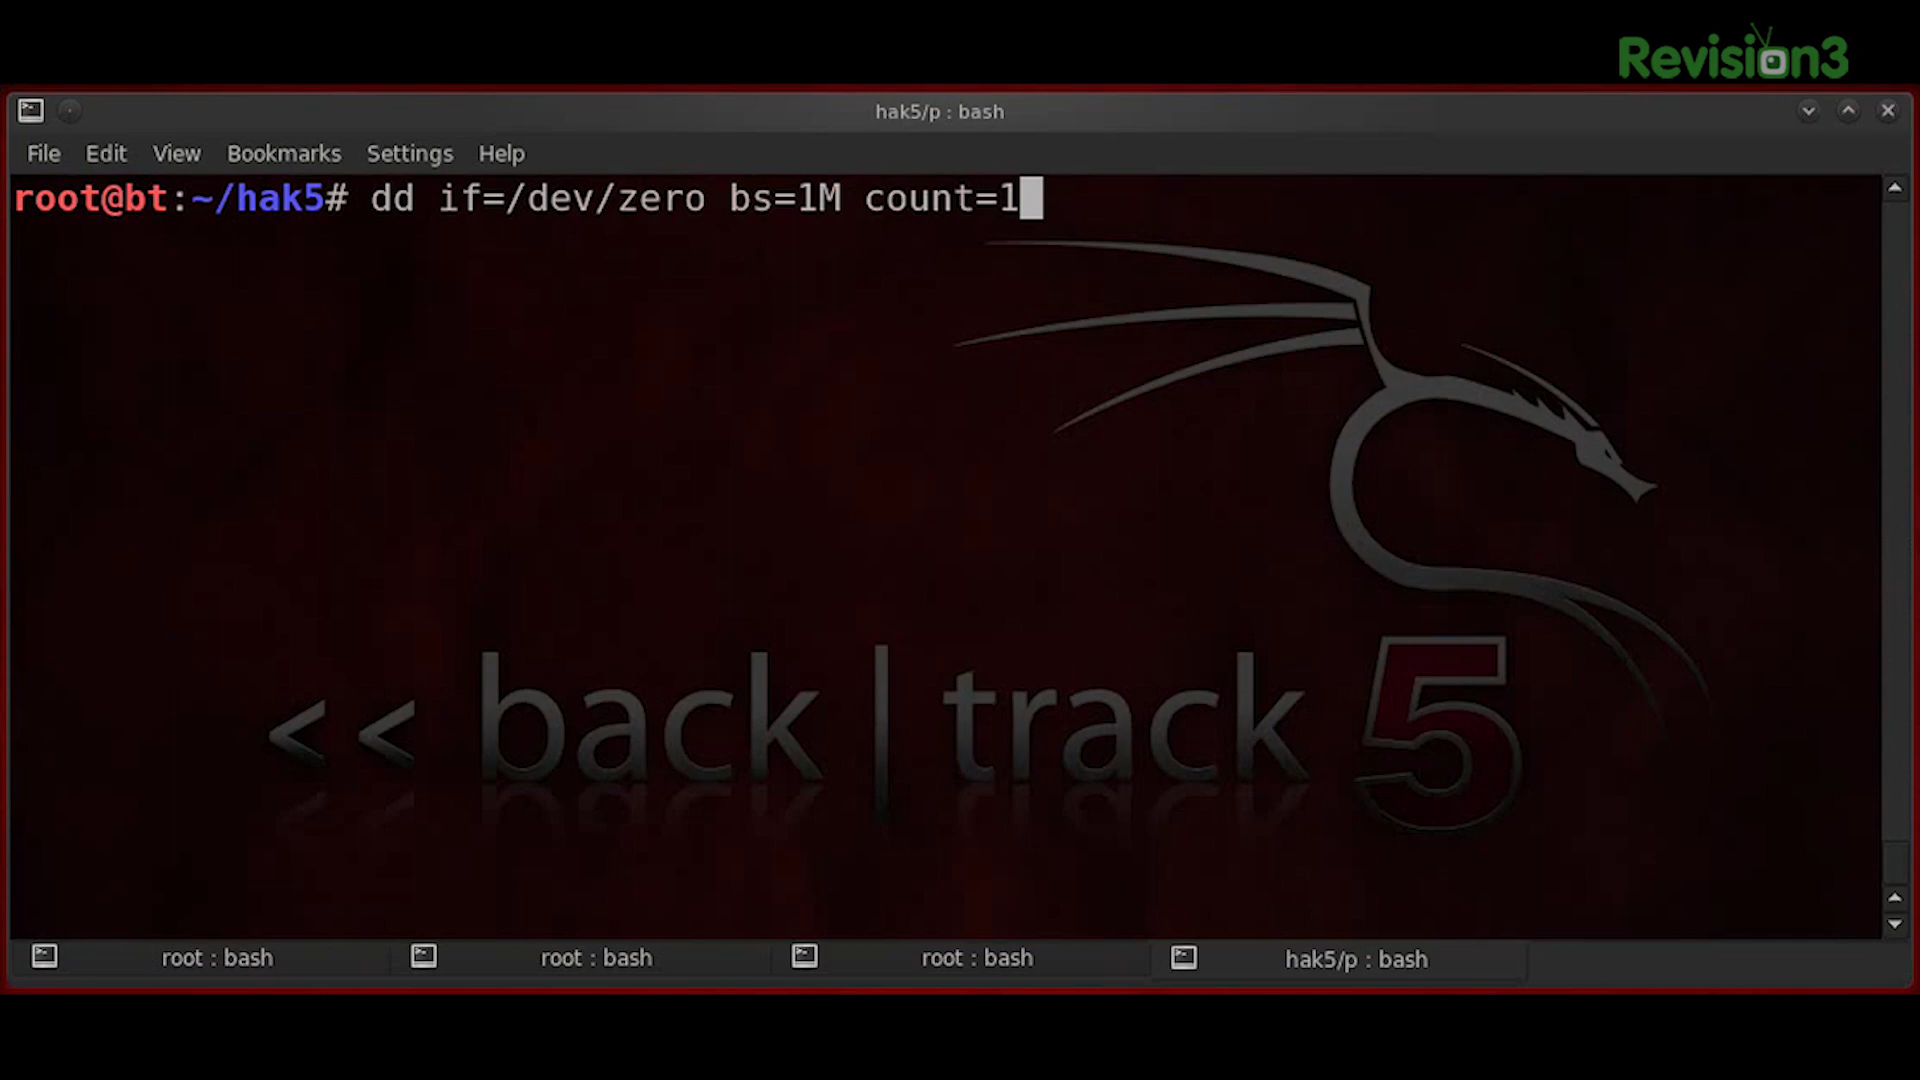 Revision3
hak5/p : bash
File Edit View Bookmarks Settings Help
root@bt:~/hak5# dd if=/dev/zero bs=1M count=1
<< back | track 5
root : bash root : bash root : bash hak5/p : bash